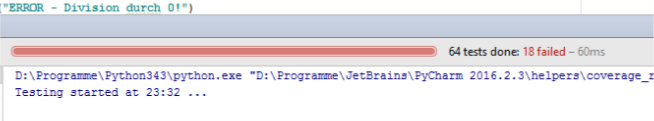 ("ERROR - Division durch 0!")
64 tests done: 18 failed – 60ms
D:\Programme\Python343\python.exe "D:\Programme\JetBrains\PyCharm 2016.2.3\helpers\coverage_r
Testing started at 23:32 ...